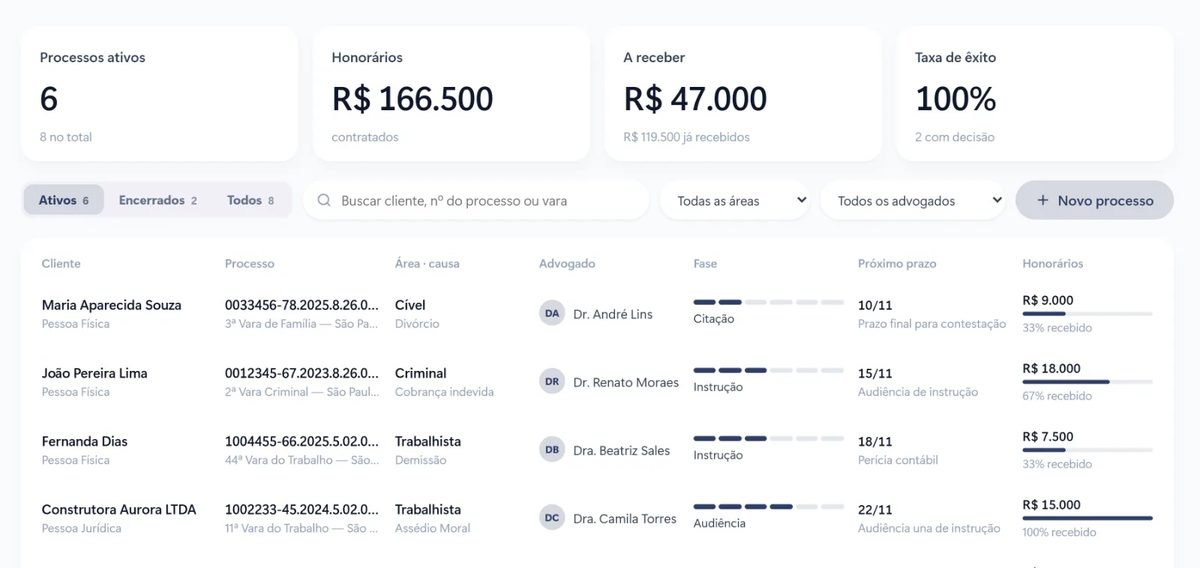 Processos ativos
6
8 no total
Honorários
R$ 166.500
contratados
A receber
R$ 47.000
R$ 119.500 já recebidos
Taxa de êxito
100%
2 com decisão
Ativos 6 Encerrados 2 Todos 8
Buscar cliente, nº do processo ou vara
Todas as áreas
Todos os advogados
+ Novo processo
Cliente Processo Área · causa Advogado Fase Próximo prazo Honorários
Maria Aparecida Souza
Pessoa Física
0033456-78.2025.8.26.0...
3ª Vara de Família — São Pa...
Cível
Divórcio
DA Dr. André Lins
Citação
10/11
Prazo final para contestação
R$ 9.000
33% recebido
João Pereira Lima
Pessoa Física
0012345-67.2023.8.26.0...
2ª Vara Criminal — São Paul...
Criminal
Cobrança indevida
DR Dr. Renato Moraes
Instrução
15/11
Audiência de instrução
R$ 18.000
67% recebido
Fernanda Dias
Pessoa Física
1004455-66.2025.5.02.0...
44ª Vara do Trabalho — São...
Trabalhista
Demissão
DB Dra. Beatriz Sales
Instrução
18/11
Perícia contábil
R$ 7.500
33% recebido
Construtora Aurora LTDA
Pessoa Jurídica
1002233-45.2024.5.02.0...
11ª Vara do Trabalho — São ...
Trabalhista
Assédio Moral
DC Dra. Camila Torres
Audiência
22/11
Audiência una de instrução
R$ 15.000
100% recebido